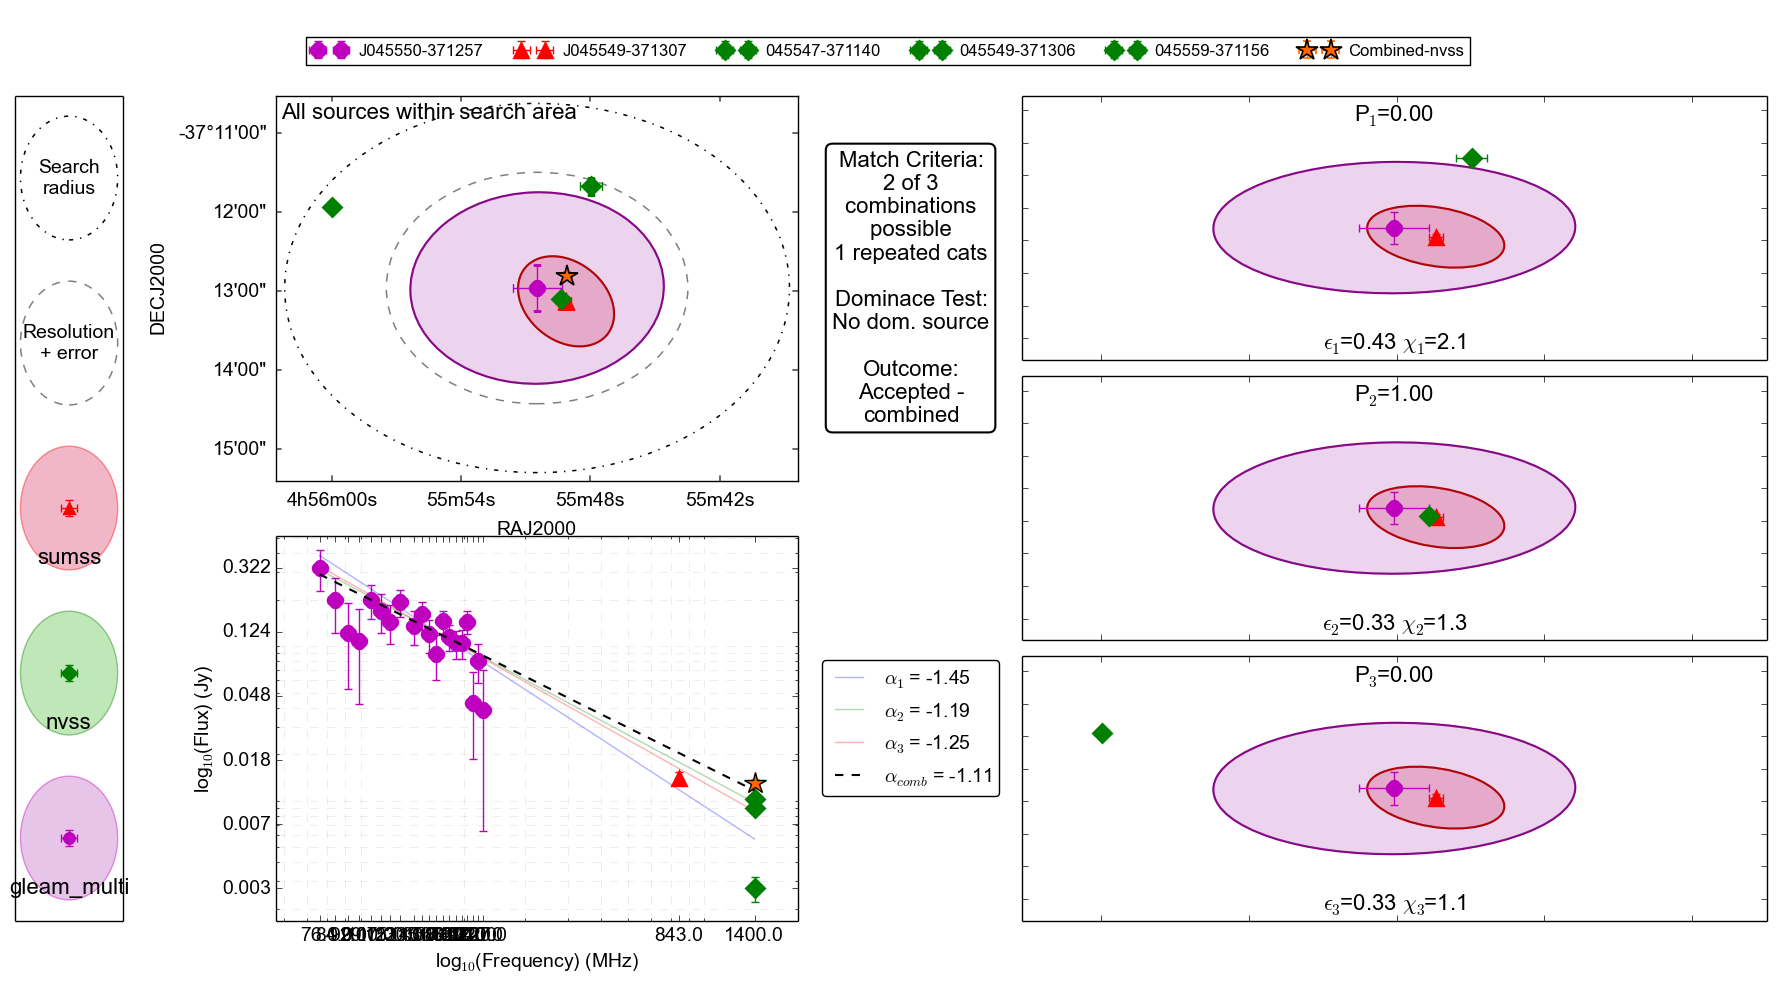 J045550-371257 J045549-371307 045547-371140 045549-371306 045559-371156 Combined-nvss
Search
radius
Resolution
+ error
sumss
nvss
gleam_multi
All sources within search area
-37°11'00"
12'00"
13'00"
14'00"
15'00"
DECJ2000
4h56m00s 55m54s 55m48s 55m42s
RAJ2000
Match Criteria:
2 of 3
combinations
possible
1 repeated cats
Dominace Test:
No dom. source
Outcome:
Accepted -
combined
0.322
0.124
0.048
0.018
0.007
0.003
log10(Flux) (Jy)
843.0 1400.0
log10(Frequency) (MHz)
α1 = -1.45
α2 = -1.19
α3 = -1.25
αcomb = -1.11
P1=0.00
ϵ1=0.43 χ1=2.1
P2=1.00
ϵ2=0.33 χ2=1.3
P3=0.00
ϵ3=0.33 χ3=1.1